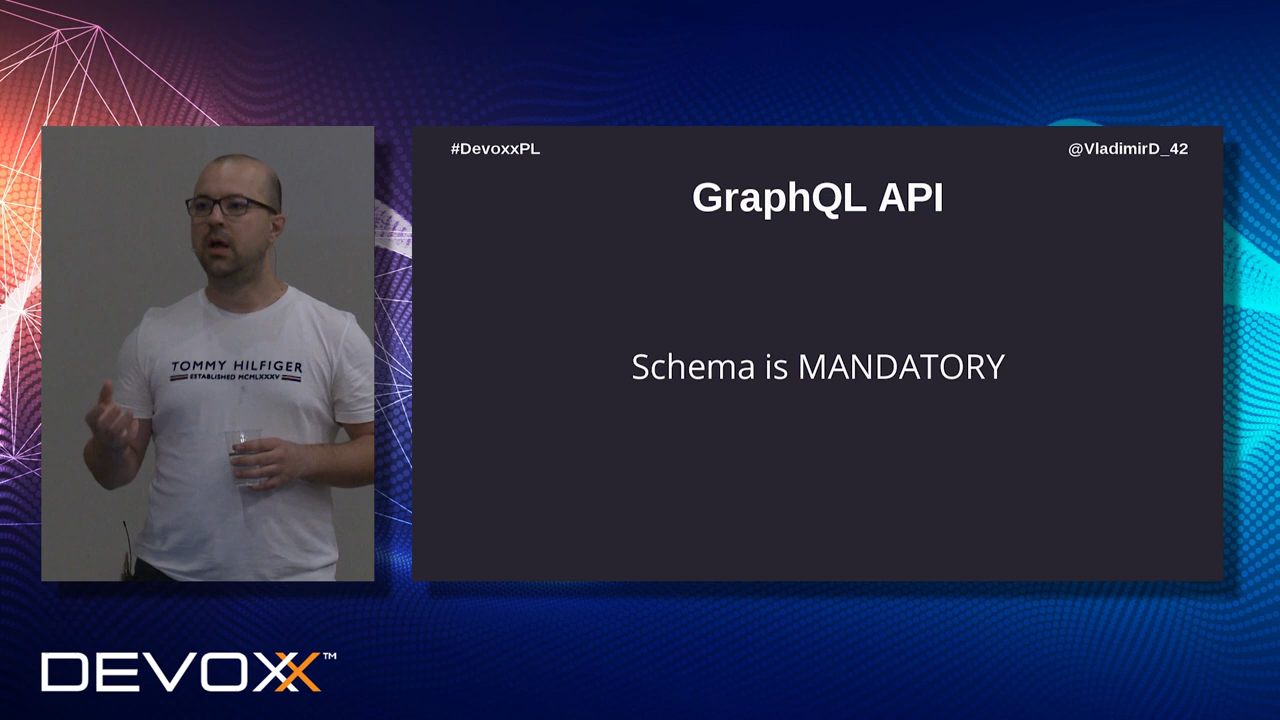 #DevoxxPL
@VladimirD_42
GraphQL API
Schema is MANDATORY
TOMMY HILFIGER
ESTABLISHED MCMLXXXV
DEVOXX™